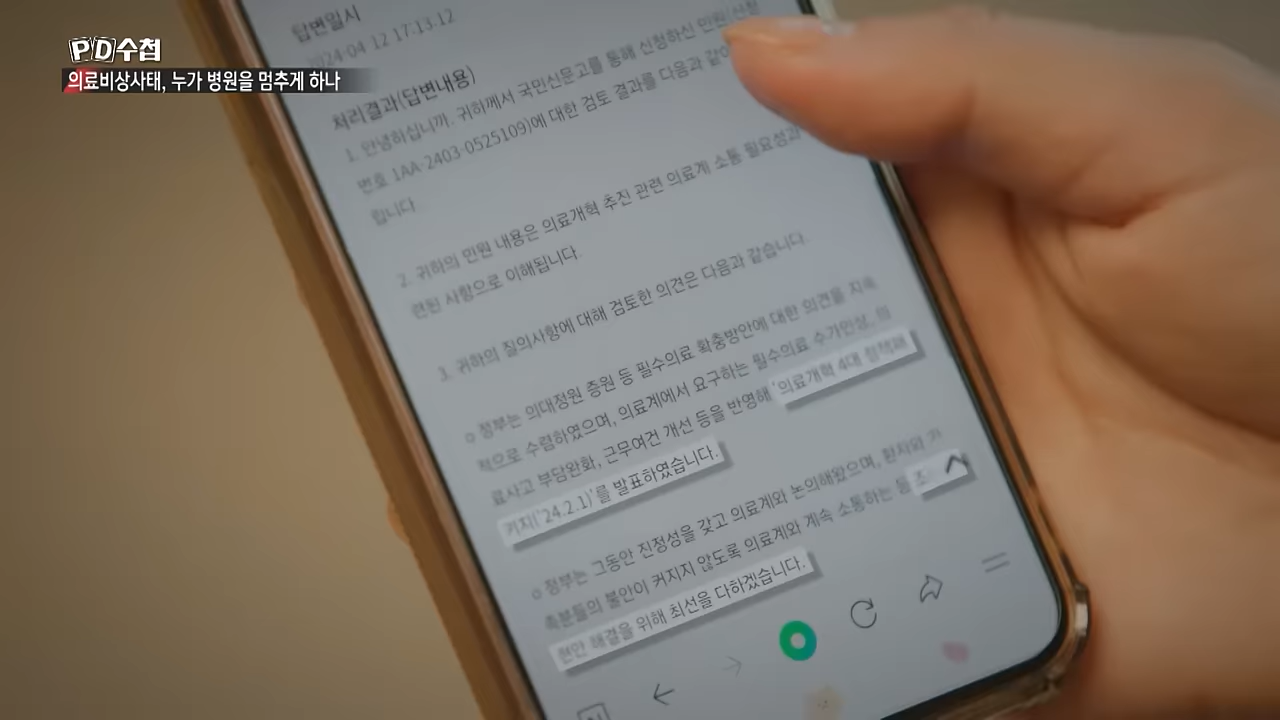 PD수첩
의료비상사태, 누가 병원을 멈추게 하나
답변일시
2024-04-12 17:13:12
처리결과(답변내용)
1. 안녕하십니까. 귀하께서 국민신문고를 통해 신청하신 민원(신청
번호 1AA-2403-0525109)에 대한 검토 결과를 다음과 같이
립니다.
2. 귀하의 민원 내용은 의료개혁 추진 관련 의료계 소통 필요성과
련된 사항으로 이해됩니다.
3. 귀하의 질의사항에 대해 검토한 의견은 다음과 같습니다.
ㅇ 정부는 의대정원 증원 등 필수의료 확충방안에 대한 의견을 지속
적으로 수렴하였으며, 의료계에서 요구하는 필수의료 수가인상, 의
료사고 부담완화, 근무여건 개선 등을 반영해 '의료개혁 4대 정책패
키지('24.2.1)'를 발표하였습니다.
ㅇ 정부는 그동안 진정성을 갖고 의료계와 논의해왔으며, 환자와 가
족분들의 불안이 커지지 않도록 의료계와 계속 소통하는 등 조
현안 해결을 위해 최선을 다하겠습니다.